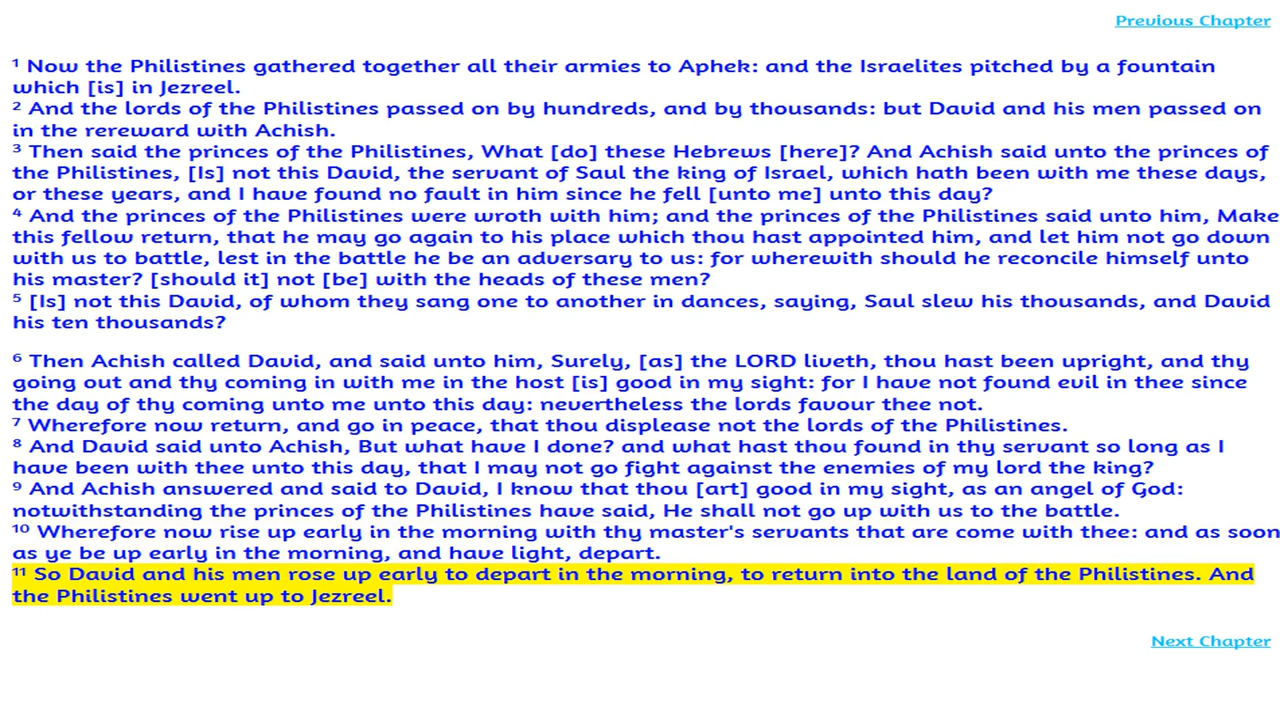 Previous Chapter
¹ Now the Philistines gathered together all their armies to Aphek: and the Israelites pitched by a fountain
which [is] in Jezreel.
² And the lords of the Philistines passed on by hundreds, and by thousands: but David and his men passed on
in the rereward with Achish.
³ Then said the princes of the Philistines, What [do] these Hebrews [here]? And Achish said unto the princes of
the Philistines, [Is] not this David, the servant of Saul the king of Israel, which hath been with me these days,
or these years, and I have found no fault in him since he fell [unto me] unto this day?
⁴ And the princes of the Philistines were wroth with him; and the princes of the Philistines said unto him, Make
this fellow return, that he may go again to his place which thou hast appointed him, and let him not go down
with us to battle, lest in the battle he be an adversary to us: for wherewith should he reconcile himself unto
his master? [should it] not [be] with the heads of these men?
⁵ [Is] not this David, of whom they sang one to another in dances, saying, Saul slew his thousands, and David
his ten thousands?
⁶ Then Achish called David, and said unto him, Surely, [as] the LORD liveth, thou hast been upright, and thy
going out and thy coming in with me in the host [is] good in my sight: for I have not found evil in thee since
the day of thy coming unto me unto this day: nevertheless the lords favour thee not.
⁷ Wherefore now return, and go in peace, that thou displease not the lords of the Philistines.
⁸ And David said unto Achish, But what have I done? and what hast thou found in thy servant so long as I
have been with thee unto this day, that I may not go fight against the enemies of my lord the king?
⁹ And Achish answered and said to David, I know that thou [art] good in my sight, as an angel of God:
notwithstanding the princes of the Philistines have said, He shall not go up with us to the battle.
¹⁰ Wherefore now rise up early in the morning with thy master's servants that are come with thee: and as soon
as ye be up early in the morning, and have light, depart.
¹¹ So David and his men rose up early to depart in the morning, to return into the land of the Philistines. And
the Philistines went up to Jezreel.
Next Chapter